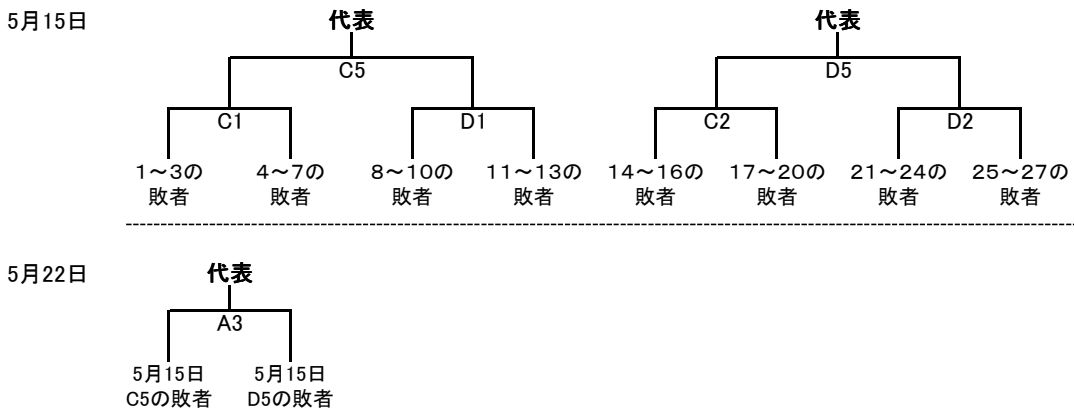 5月15日
代表
代表
C5
D5
C1
D1
C2
D2
1～3の
敗者
4～7の
敗者
8～10の
敗者
11～13の
敗者
14～16の
敗者
17～20の
敗者
21～24の
敗者
25～27の
敗者
5月22日
代表
A3
5月15日
C5の敗者
5月15日
D5の敗者